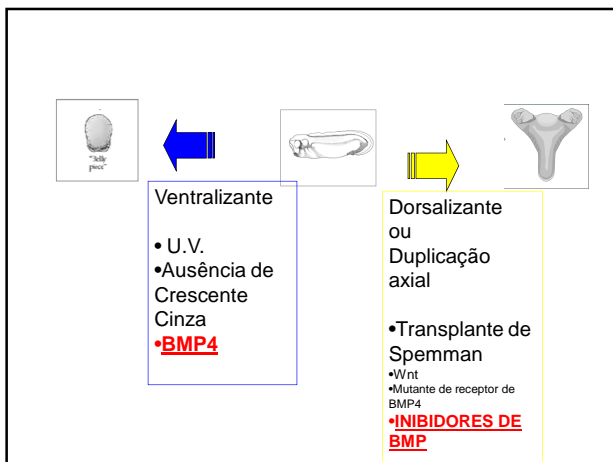 "Jelly
piece"
Ventralizante
• U.V.
•Ausência de
Crescente
Cinza
•BMP4
Dorsalizante
ou
Duplicação
axial
•Transplante de
Spemman
•Wnt
•Mutante de receptor de
BMP4
•INIBIDORES DE
BMP